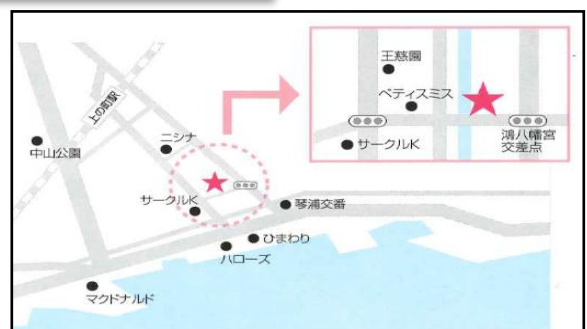 王慈園
ベティスミス
鴻八幡宮
交差点
サークルK
上の町駅
ニシナ
中山公園
サークルK
琴浦交番
ひまわり
ハローズ
マクドナルド